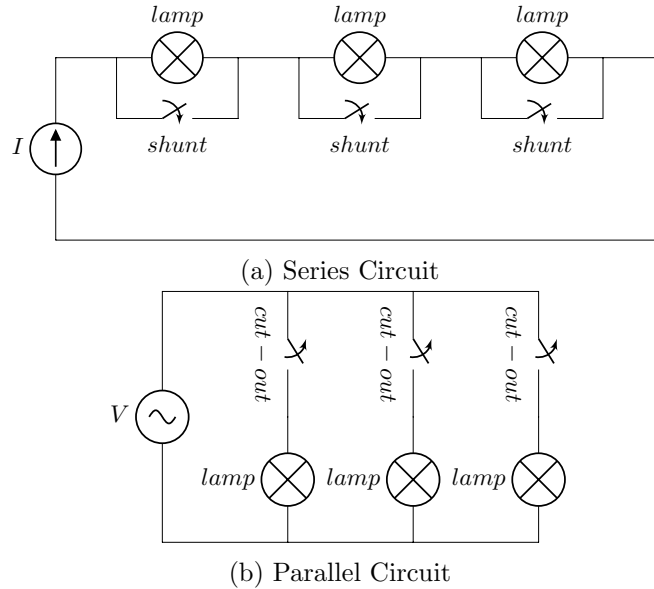 lamp lamp lamp
I
shunt shunt shunt
(a) Series Circuit
cut − out cut − out cut − out
V
lamp lamp lamp
(b) Parallel Circuit